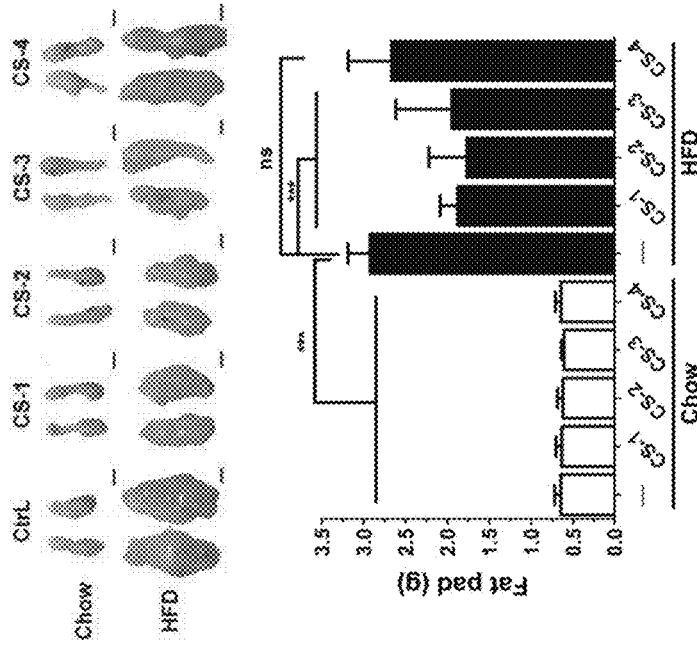 CtrL CS-1 CS-2 CS-3 CS-4
Chow
HFD
ns
***
***
Fat pad (g)
3.5
3.0
2.5
2.0
1.5
1.0
0.5
0.0
— CS-1 CS-2 CS-3 CS-4 — CS-1 CS-2 CS-3 CS-4
Chow HFD